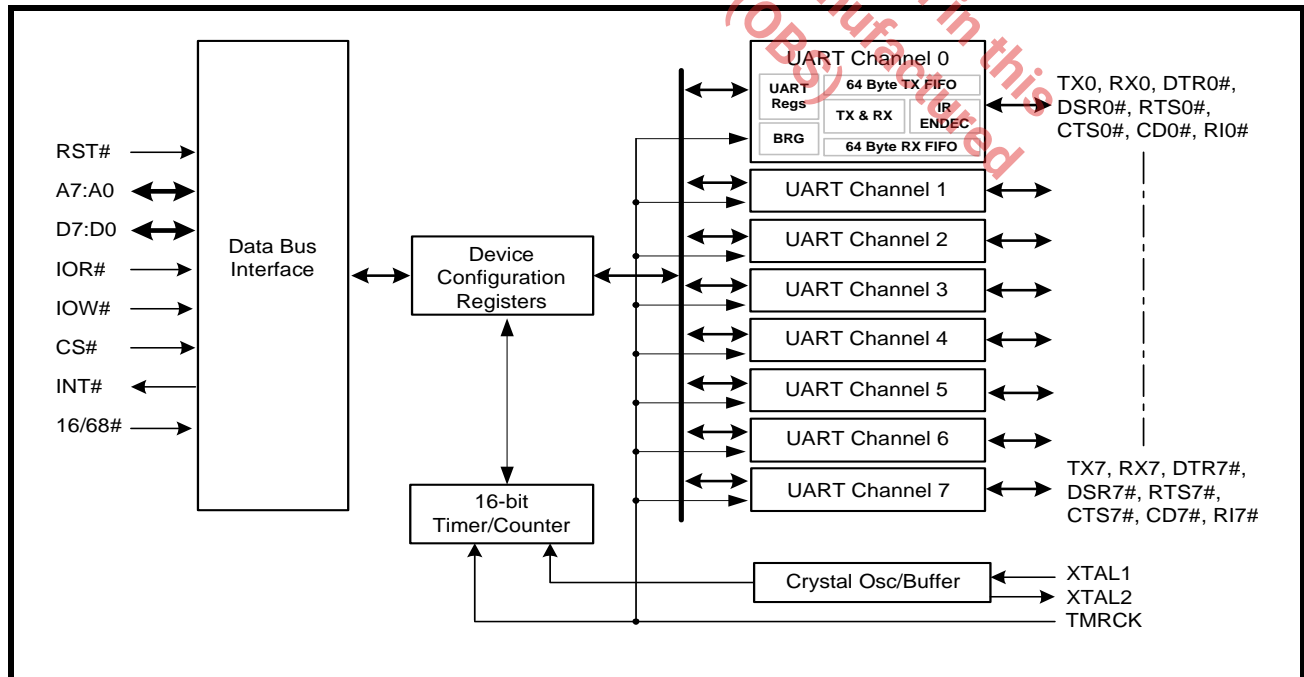 RST#
A7:A0
D7:D0
IOR#
IOW#
CS#
INT#
16/68#
Data Bus
Interface
Device
Configuration
Registers
16-bit
Timer/Counter
UART Channel 0
UART
Regs
64 Byte TX FIFO
TX & RX
IR
ENDEC
BRG
64 Byte RX FIFO
UART Channel 1
UART Channel 2
UART Channel 3
UART Channel 4
UART Channel 5
UART Channel 6
UART Channel 7
Crystal Osc/Buffer
TX0, RX0, DTR0#,
DSR0#, RTS0#,
CTS0#, CD0#, RI0#
TX7, RX7, DTR7#,
DSR7#, RTS7#,
CTS7#, CD7#, RI7#
XTAL1
XTAL2
TMRCK
in this
(OBS)